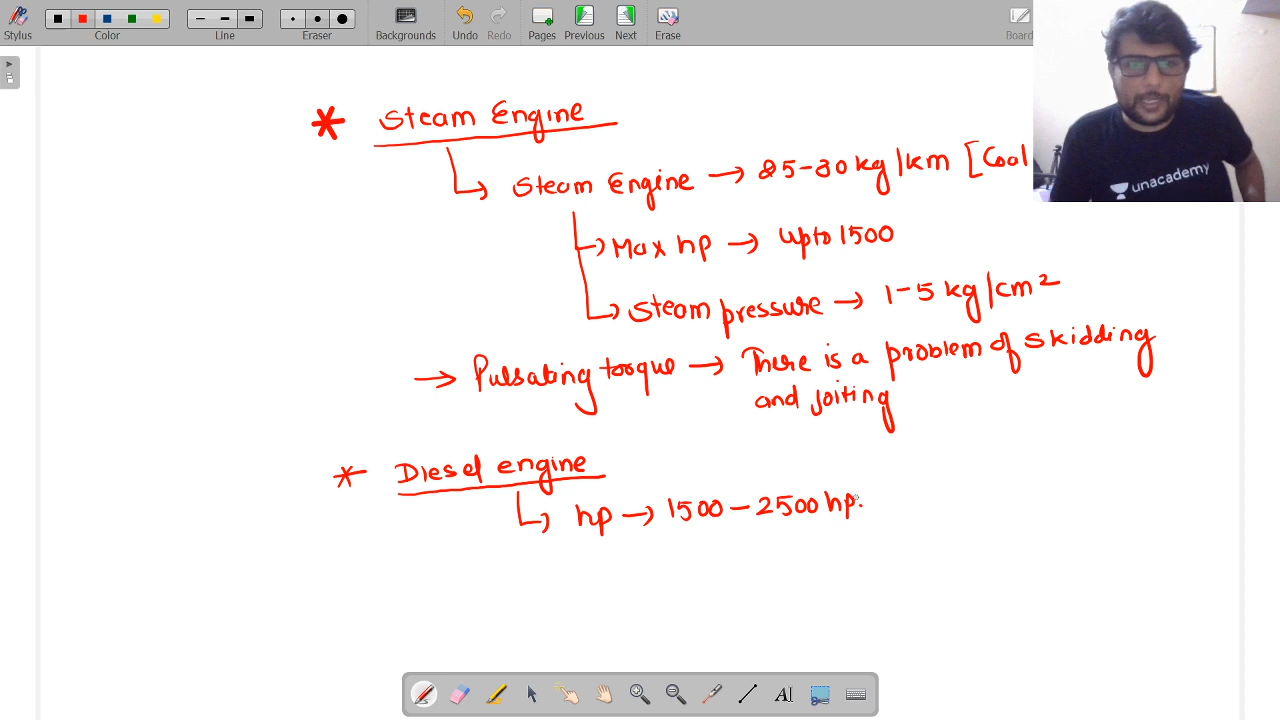 Stylus
Color
Line
Eraser
Backgrounds
Undo
Redo
Pages
Previous
Next
Erase
Board
unacademy
* Steam Engine
Steam Engine → 25-30 kg/km [Coal
Max hp → upto 1500
Steam pressure → 1-5 kg/cm²
→ Pulsating torque → There is a problem of skidding
and joiting
* Diesel engine
hp → 1500 - 2500 hp.
AI